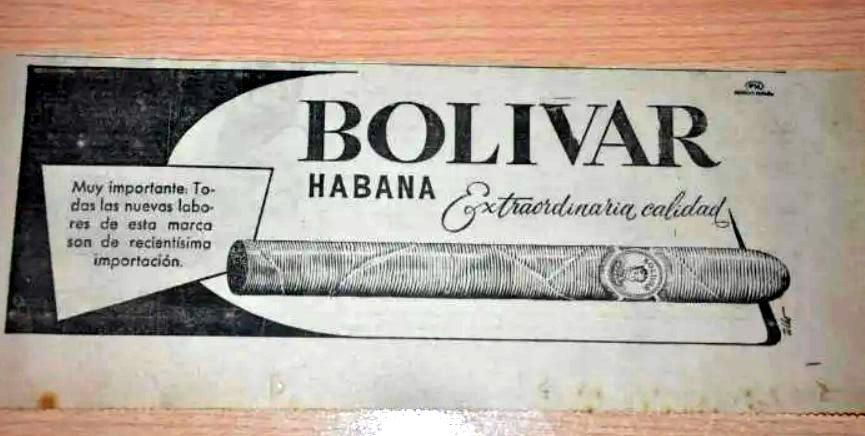 BOLIVAR
HABANA
Extraordinaria calidad
Muy importante: To-
das las nuevas labo-
res de esta marca
son de recientísima
importación.